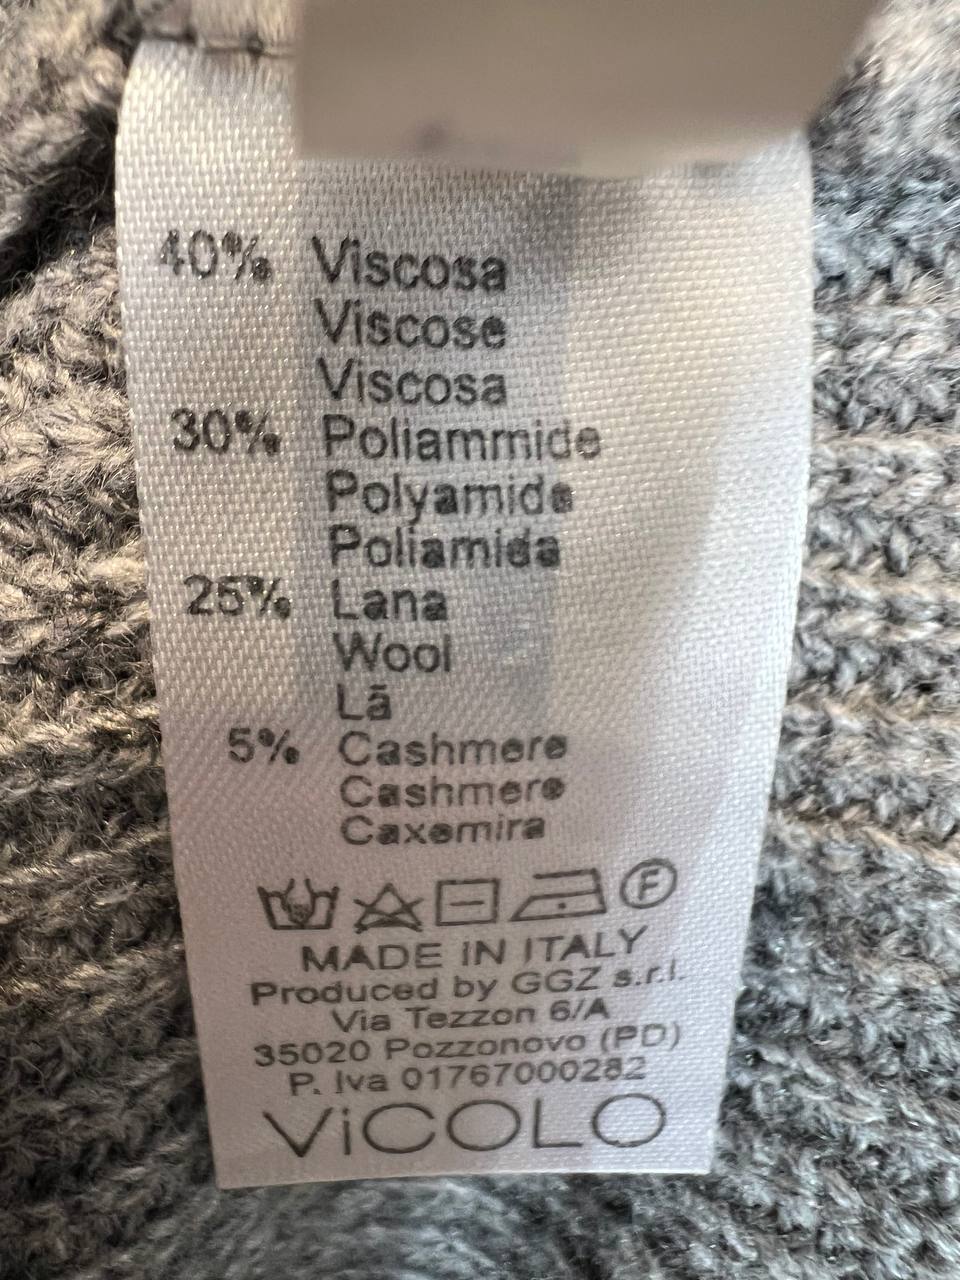 40% Viscosa
Viscose
Viscosa
30% Poliammide
Polyamide
Poliamida
25% Lana
Wool
Lã
5% Cashmere
Cashmere
Caxemira
F
MADE IN ITALY
Produced by GGZ s.r.l.
Via Tezzon 6/A
35020 Pozzonovo (PD)
P. Iva 01767000282
ViCOLO